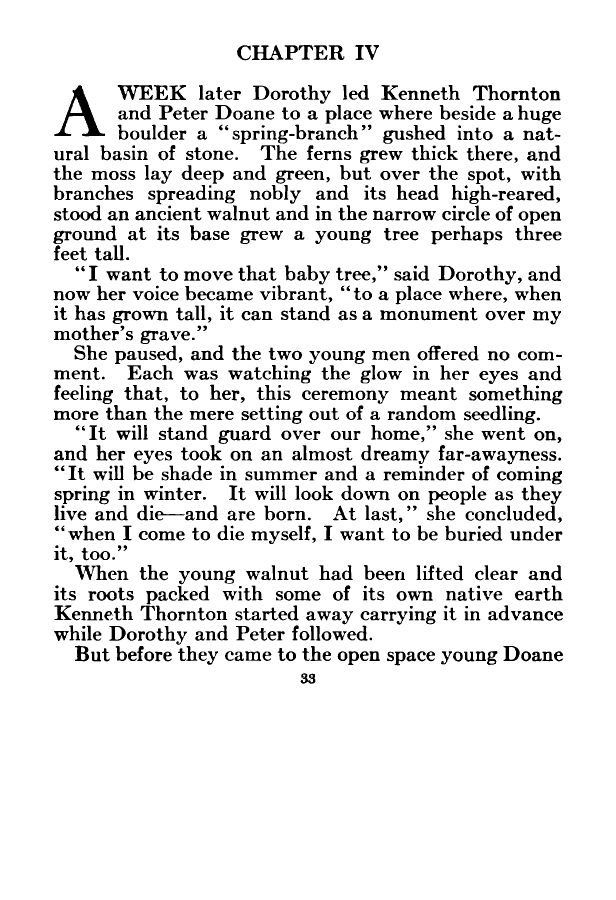 CHAPTER IV
A WEEK later Dorothy led Kenneth Thornton
and Peter Doane to a place where beside a huge
boulder a “spring-branch” gushed into a nat-
ural basin of stone. The ferns grew thick there, and
the moss lay deep and green, but over the spot, with
branches spreading nobly and its head high-reared,
stood an ancient walnut and in the narrow circle of open
ground at its base grew a young tree perhaps three
feet tall.
“I want to move that baby tree,” said Dorothy, and
now her voice became vibrant, “to a place where, when
it has grown tall, it can stand as a monument over my
mother’s grave.”
She paused, and the two young men offered no com-
ment. Each was watching the glow in her eyes and
feeling that, to her, this ceremony meant something
more than the mere setting out of a random seedling.
“It will stand guard over our home,” she went on,
and her eyes took on an almost dreamy far-awayness.
“It will be shade in summer and a reminder of coming
spring in winter. It will look down on people as they
live and die—and are born. At last,” she concluded,
“when I come to die myself, I want to be buried under
it, too.”
When the young walnut had been lifted clear and
its roots packed with some of its own native earth
Kenneth Thornton started away carrying it in advance
while Dorothy and Peter followed.
But before they came to the open space young Doane
33